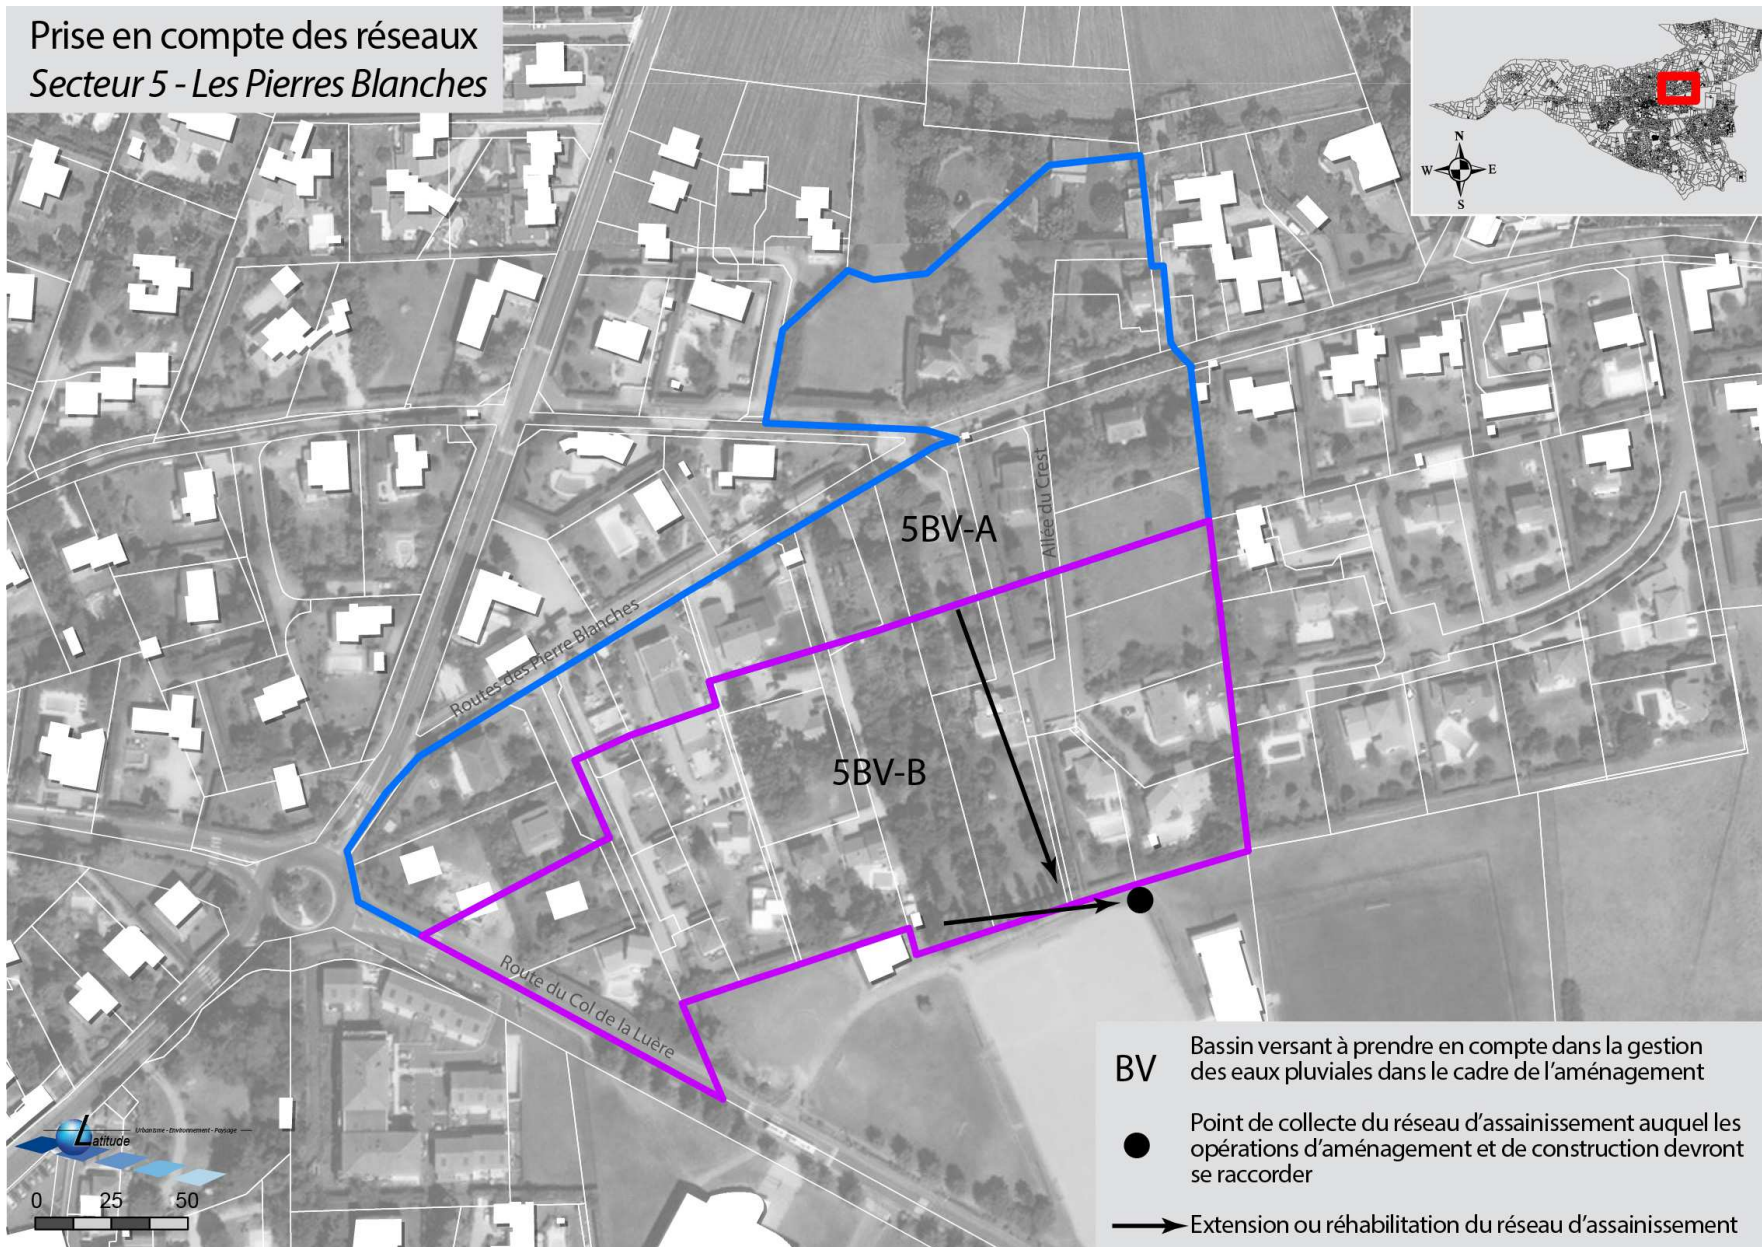 Prise en compte des réseaux
Secteur 5 - Les Pierres Blanches
N
W E
S
5BV-A
Allée du Crest
Routes des Pierre Blanches
5BV-B
Route du Col de la Luère
BV
Bassin versant à prendre en compte dans la gestion
des eaux pluviales dans le cadre de l'aménagement
Point de collecte du réseau d'assainissement auquel les
opérations d'aménagement et de construction devront
se raccorder
Extension ou réhabilitation du réseau d'assainissement
Latitude
Urbanisme - Environnement - Paysage
0 25 50